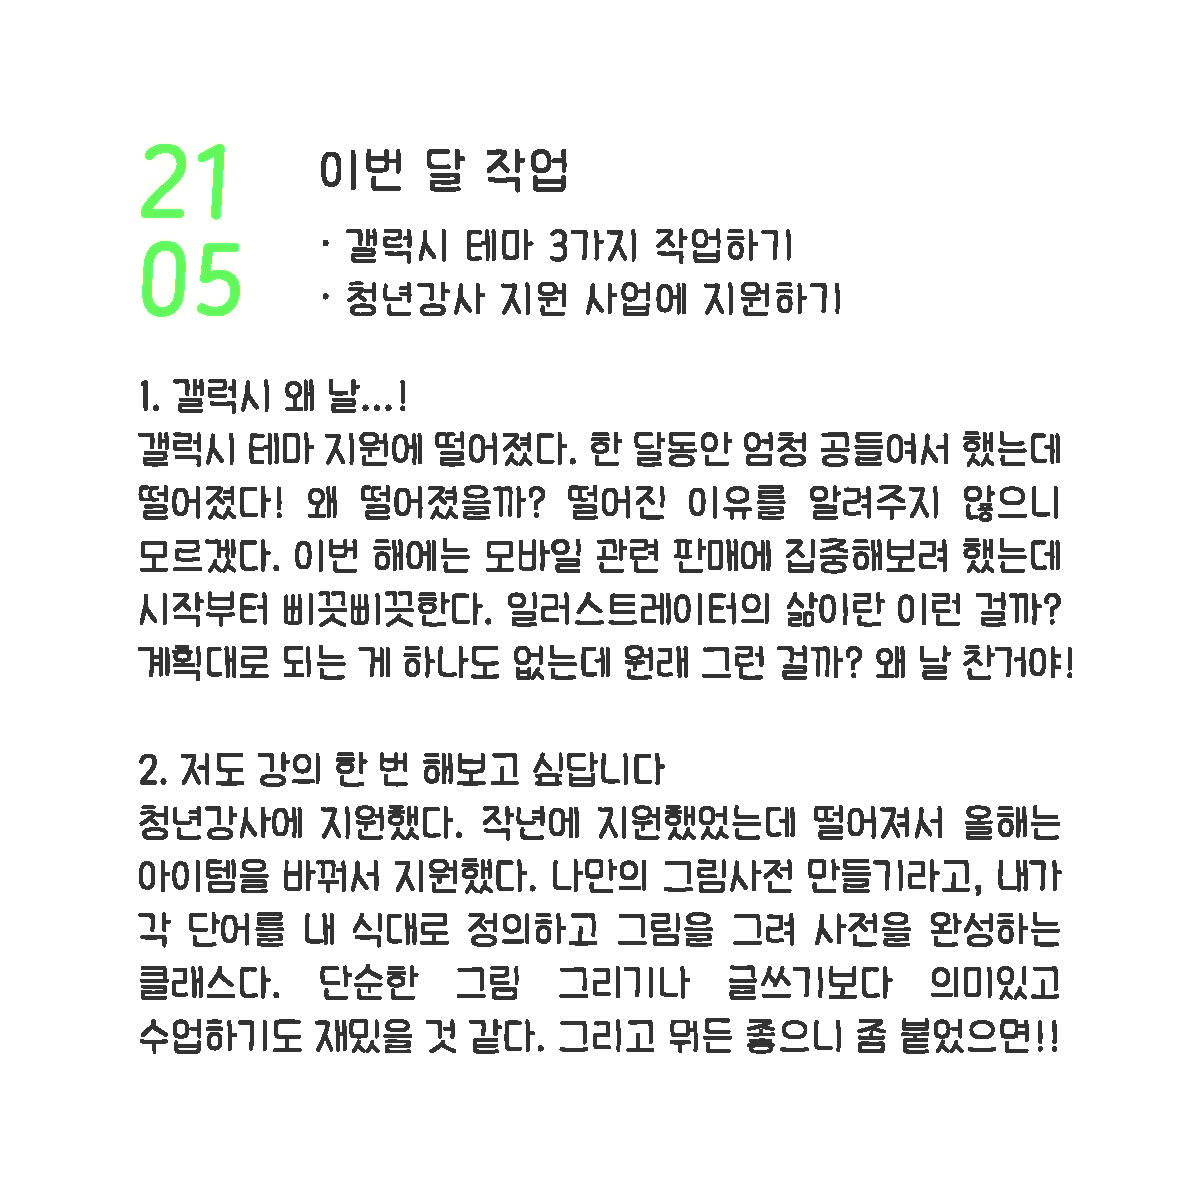 21
05
이번 달 작업
· 갤럭시 테마 3가지 작업하기
· 청년강사 지원 사업에 지원하기
1. 갤럭시 왜 날...!
갤럭시 테마 지원에 떨어졌다. 한 달동안 엄청 공들여서 했는데
떨어졌다! 왜 떨어졌을까? 떨어진 이유를 알려주지 않으니
모르겠다. 이번 해에는 모바일 관련 판매에 집중해보려 했는데
시작부터 삐끗삐끗한다. 일러스트레이터의 삶이란 이런 걸까?
계획대로 되는 게 하나도 없는데 원래 그런 걸까? 왜 날 찬거야!
2. 저도 강의 한 번 해보고 싶답니다
청년강사에 지원했다. 작년에 지원했었는데 떨어져서 올해는
아이템을 바꿔서 지원했다. 나만의 그림사전 만들기라고, 내가
각 단어를 내 식대로 정의하고 그림을 그려 사전을 완성하는
클래스다. 단순한 그림 그리기나 글쓰기보다 의미있고
수업하기도 재밌을 것 같다. 그리고 뭐든 좋으니 좀 붙었으면!!